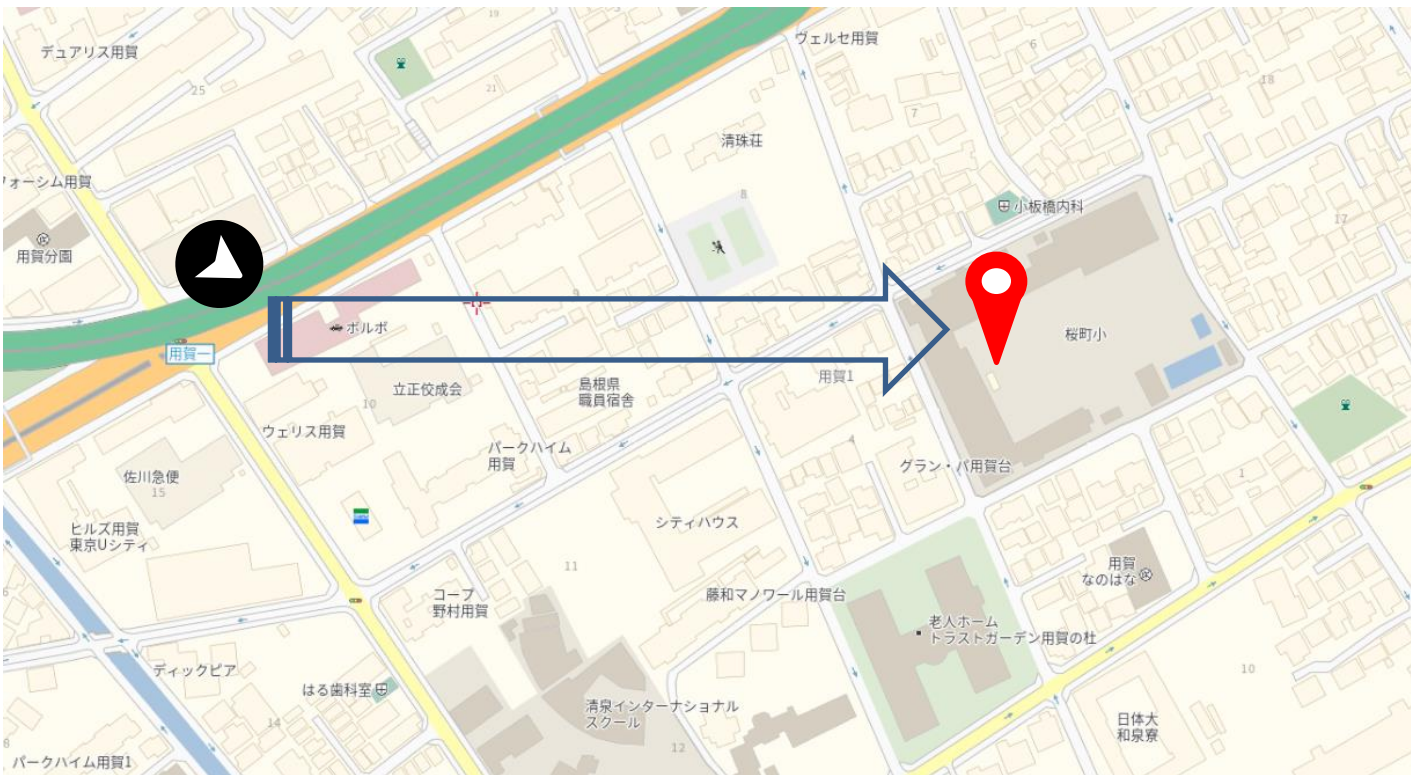 19
デュアリス用賀
ヴェルセ用賀
6
25
21
18
7
清珠荘
フォーシム用賀
8
小板橋内科
17
用賀分園
9
ボルボ
桜町小
用賀一
用賀1
立正佼成会
島根県
職員宿舎
10
ウェリス用賀
パークハイム
用賀
4
グラン・パ用賀台
佐川急便
15
1
シティハウス
ヒルズ用賀
東京Uシティ
11
用賀
なのはな
コープ
野村用賀
藤和マノワール用賀台
老人ホーム
トラストガーデン用賀の杜
ディックピア
10
はる歯科室
清泉インターナショナル
スクール
14
日体大
和泉寮
12
パークハイム用賀1